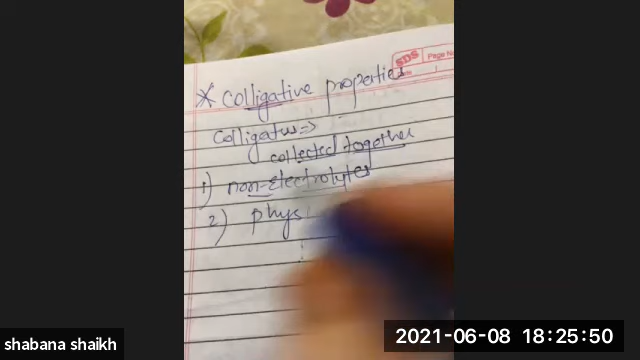 SDS Page No
* Colligative properties
Colligatus =>
collected together
1) non-electrolytes
2) phys
shabana shaikh
2021-06-08 18:25:50